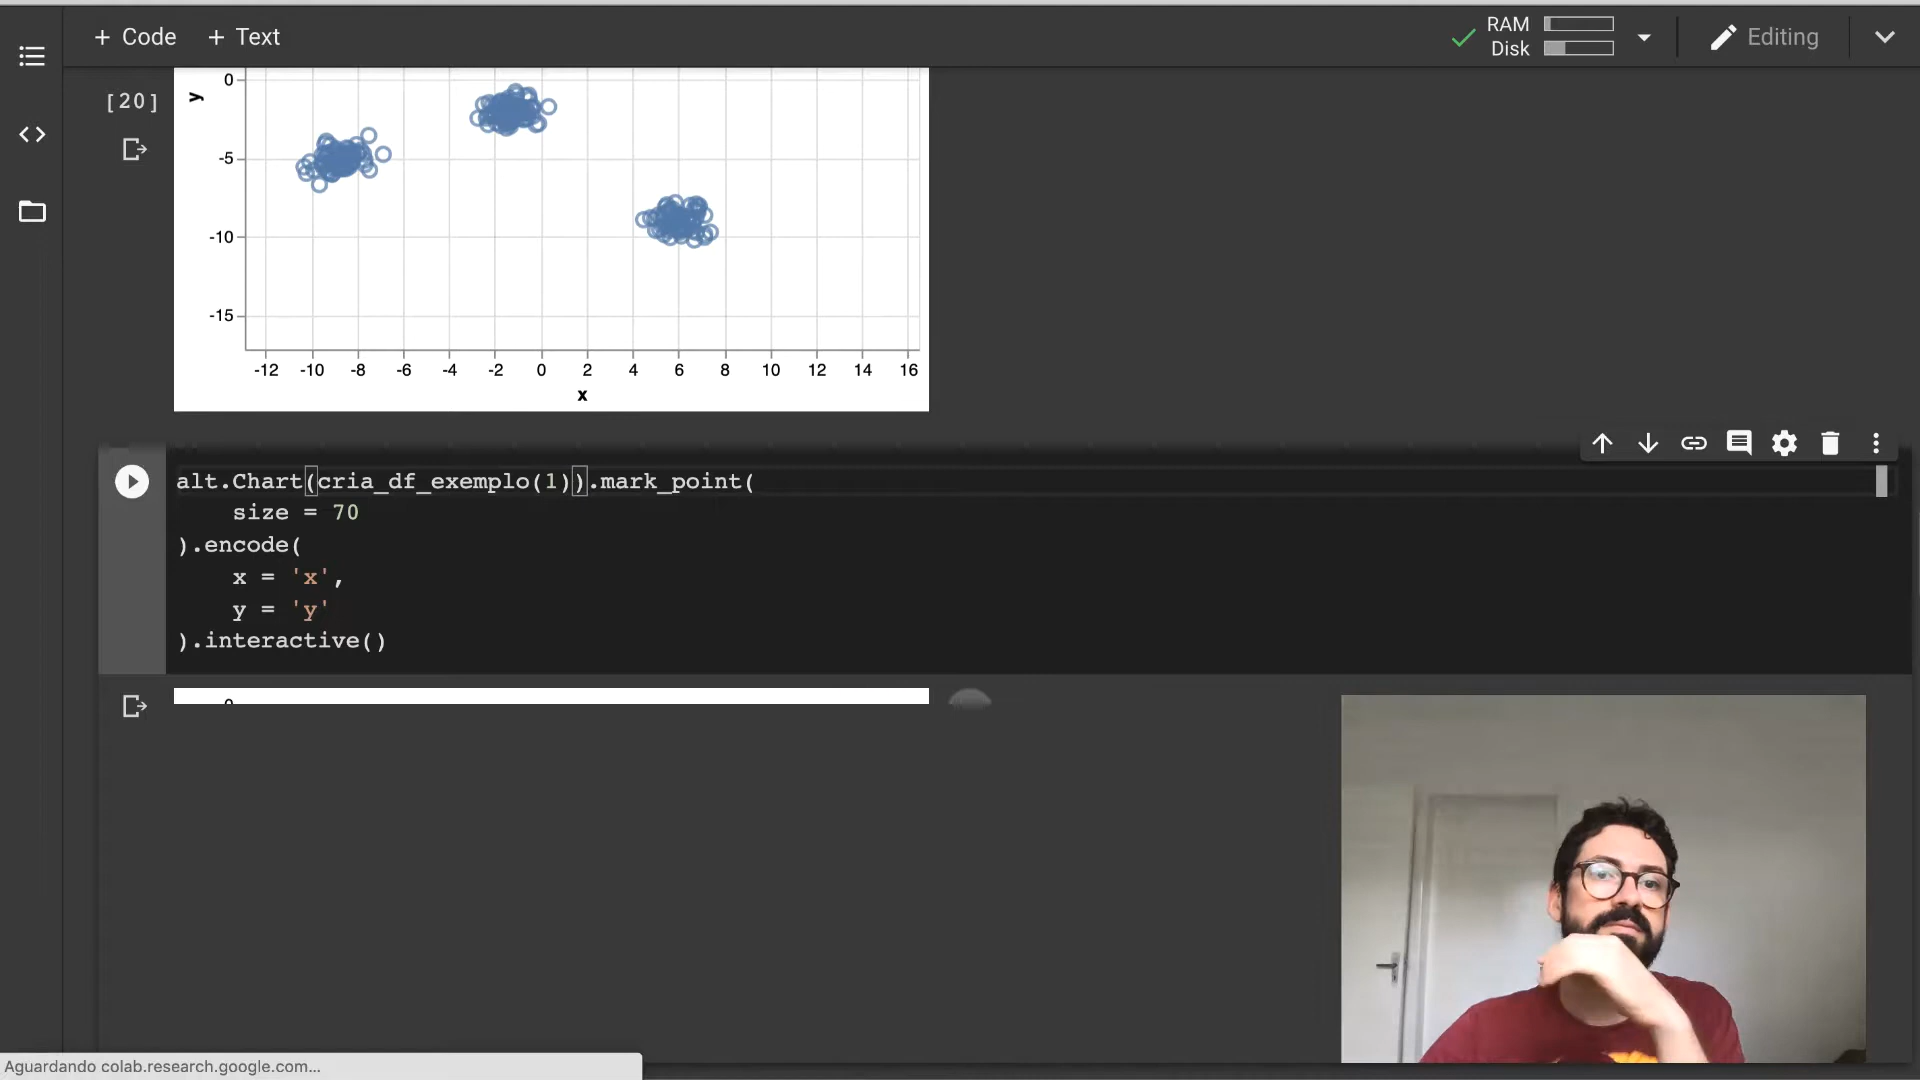 + Code + Text
RAM
Disk
Editing
[20]
y
0
-5
-10
-15
-12 -10 -8 -6 -4 -2 0 2 4 6 8 10 12 14 16
x
alt.Chart(cria_df_exemplo(1)).mark_point(
size = 70
).encode(
x = 'x',
y = 'y'
).interactive()
Aguardando colab.research.google.com...